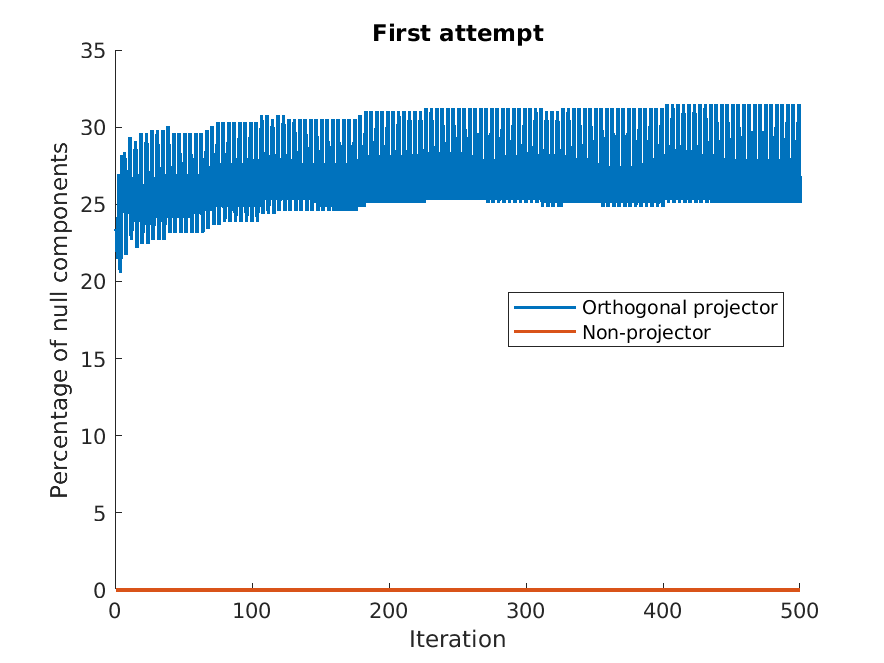 First attempt
Percentage of null components
35
30
25
20
15
10
5
0
Orthogonal projector
Non-projector
0 100 200 300 400 500
Iteration